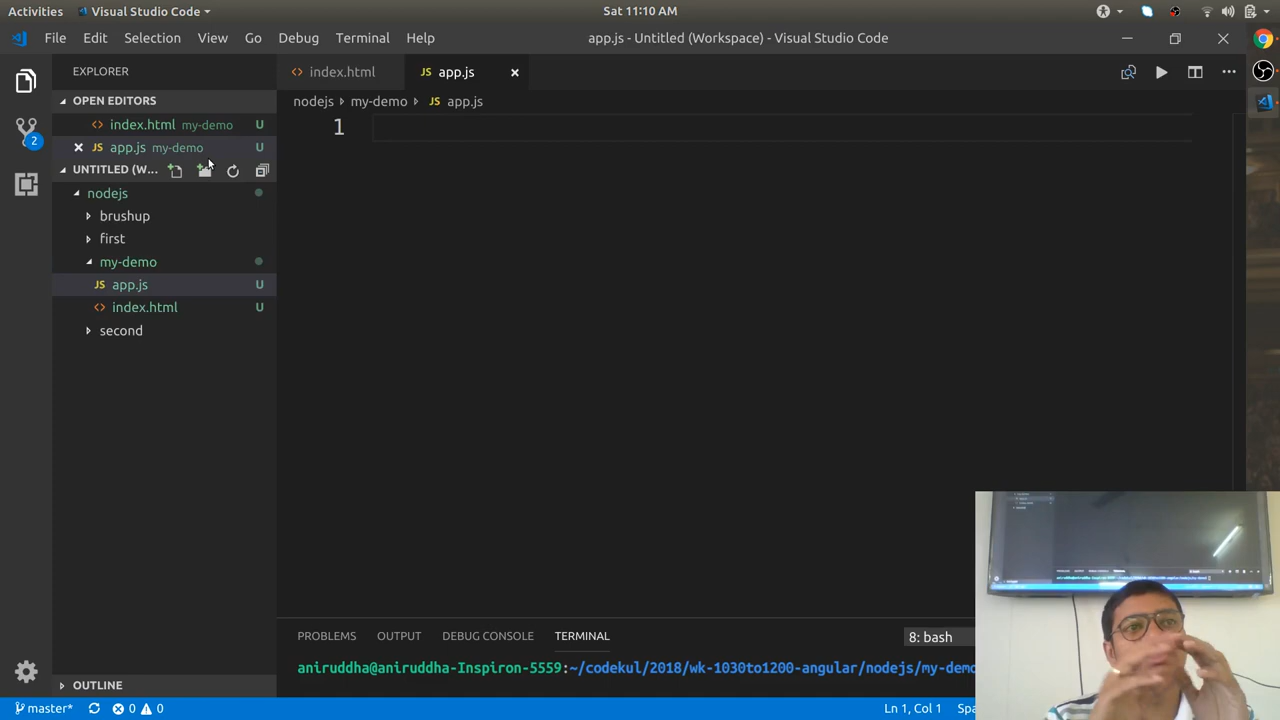 Activities
Visual Studio Code
Sat 11:10 AM
File Edit Selection View Go Debug Terminal Help
app.js - Untitled (Workspace) - Visual Studio Code
EXPLORER
index.html
app.js
OPEN EDITORS
nodejs my-demo app.js
index.html my-demo U
1
JS app.js my-demo U
UNTITLED (W...
nodejs
brushup
first
my-demo
JS app.js U
index.html U
second
2
PROBLEMS OUTPUT DEBUG CONSOLE TERMINAL
8: bash
aniruddha@aniruddha-Inspiron-5559:~/codekul/2018/wk-1030to1200-angular/nodejs/my-demo
OUTLINE
master* 0 0
Ln 1, Col 1 Spa